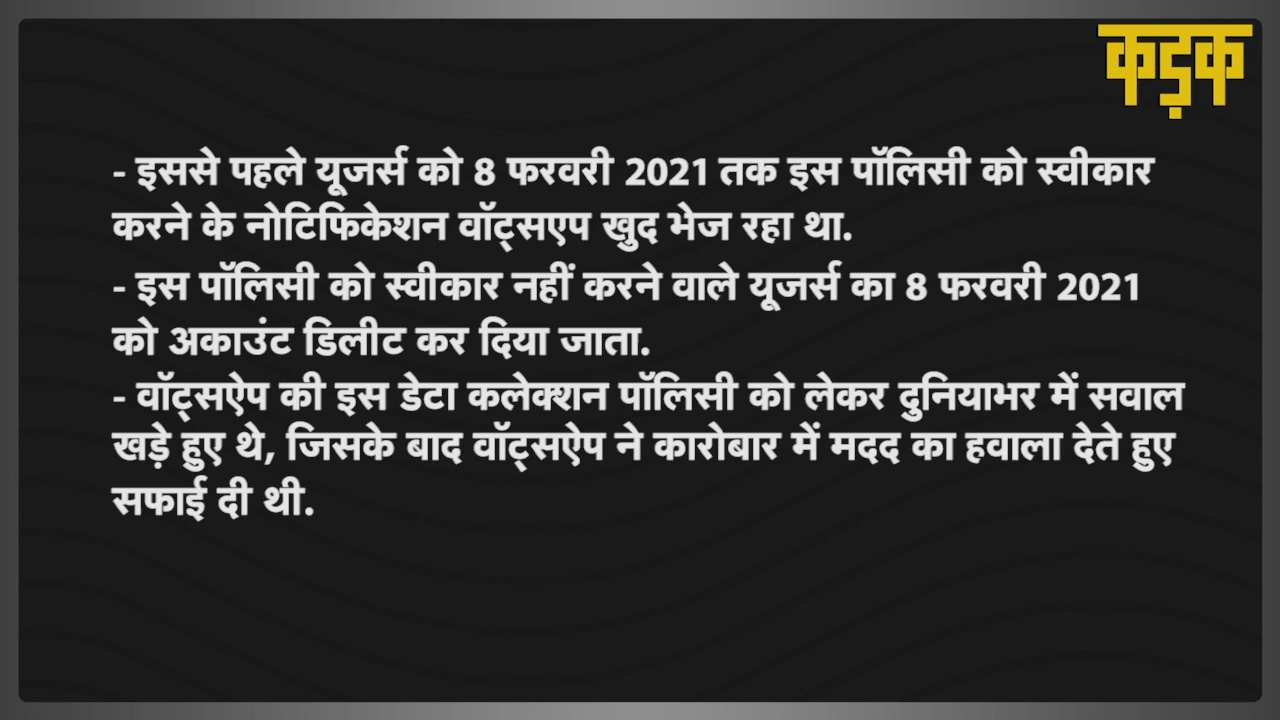 कड़क
- इससे पहले यूजर्स को 8 फरवरी 2021 तक इस पॉलिसी को स्वीकार
करने के नोटिफिकेशन वॉट्सएप खुद भेज रहा था.
- इस पॉलिसी को स्वीकार नहीं करने वाले यूजर्स का 8 फरवरी 2021
को अकाउंट डिलीट कर दिया जाता.
- वॉट्सऐप की इस डेटा कलेक्शन पॉलिसी को लेकर दुनियाभर में सवाल
खड़े हुए थे, जिसके बाद वॉट्सऐप ने कारोबार में मदद का हवाला देते हुए
सफाई दी थी.